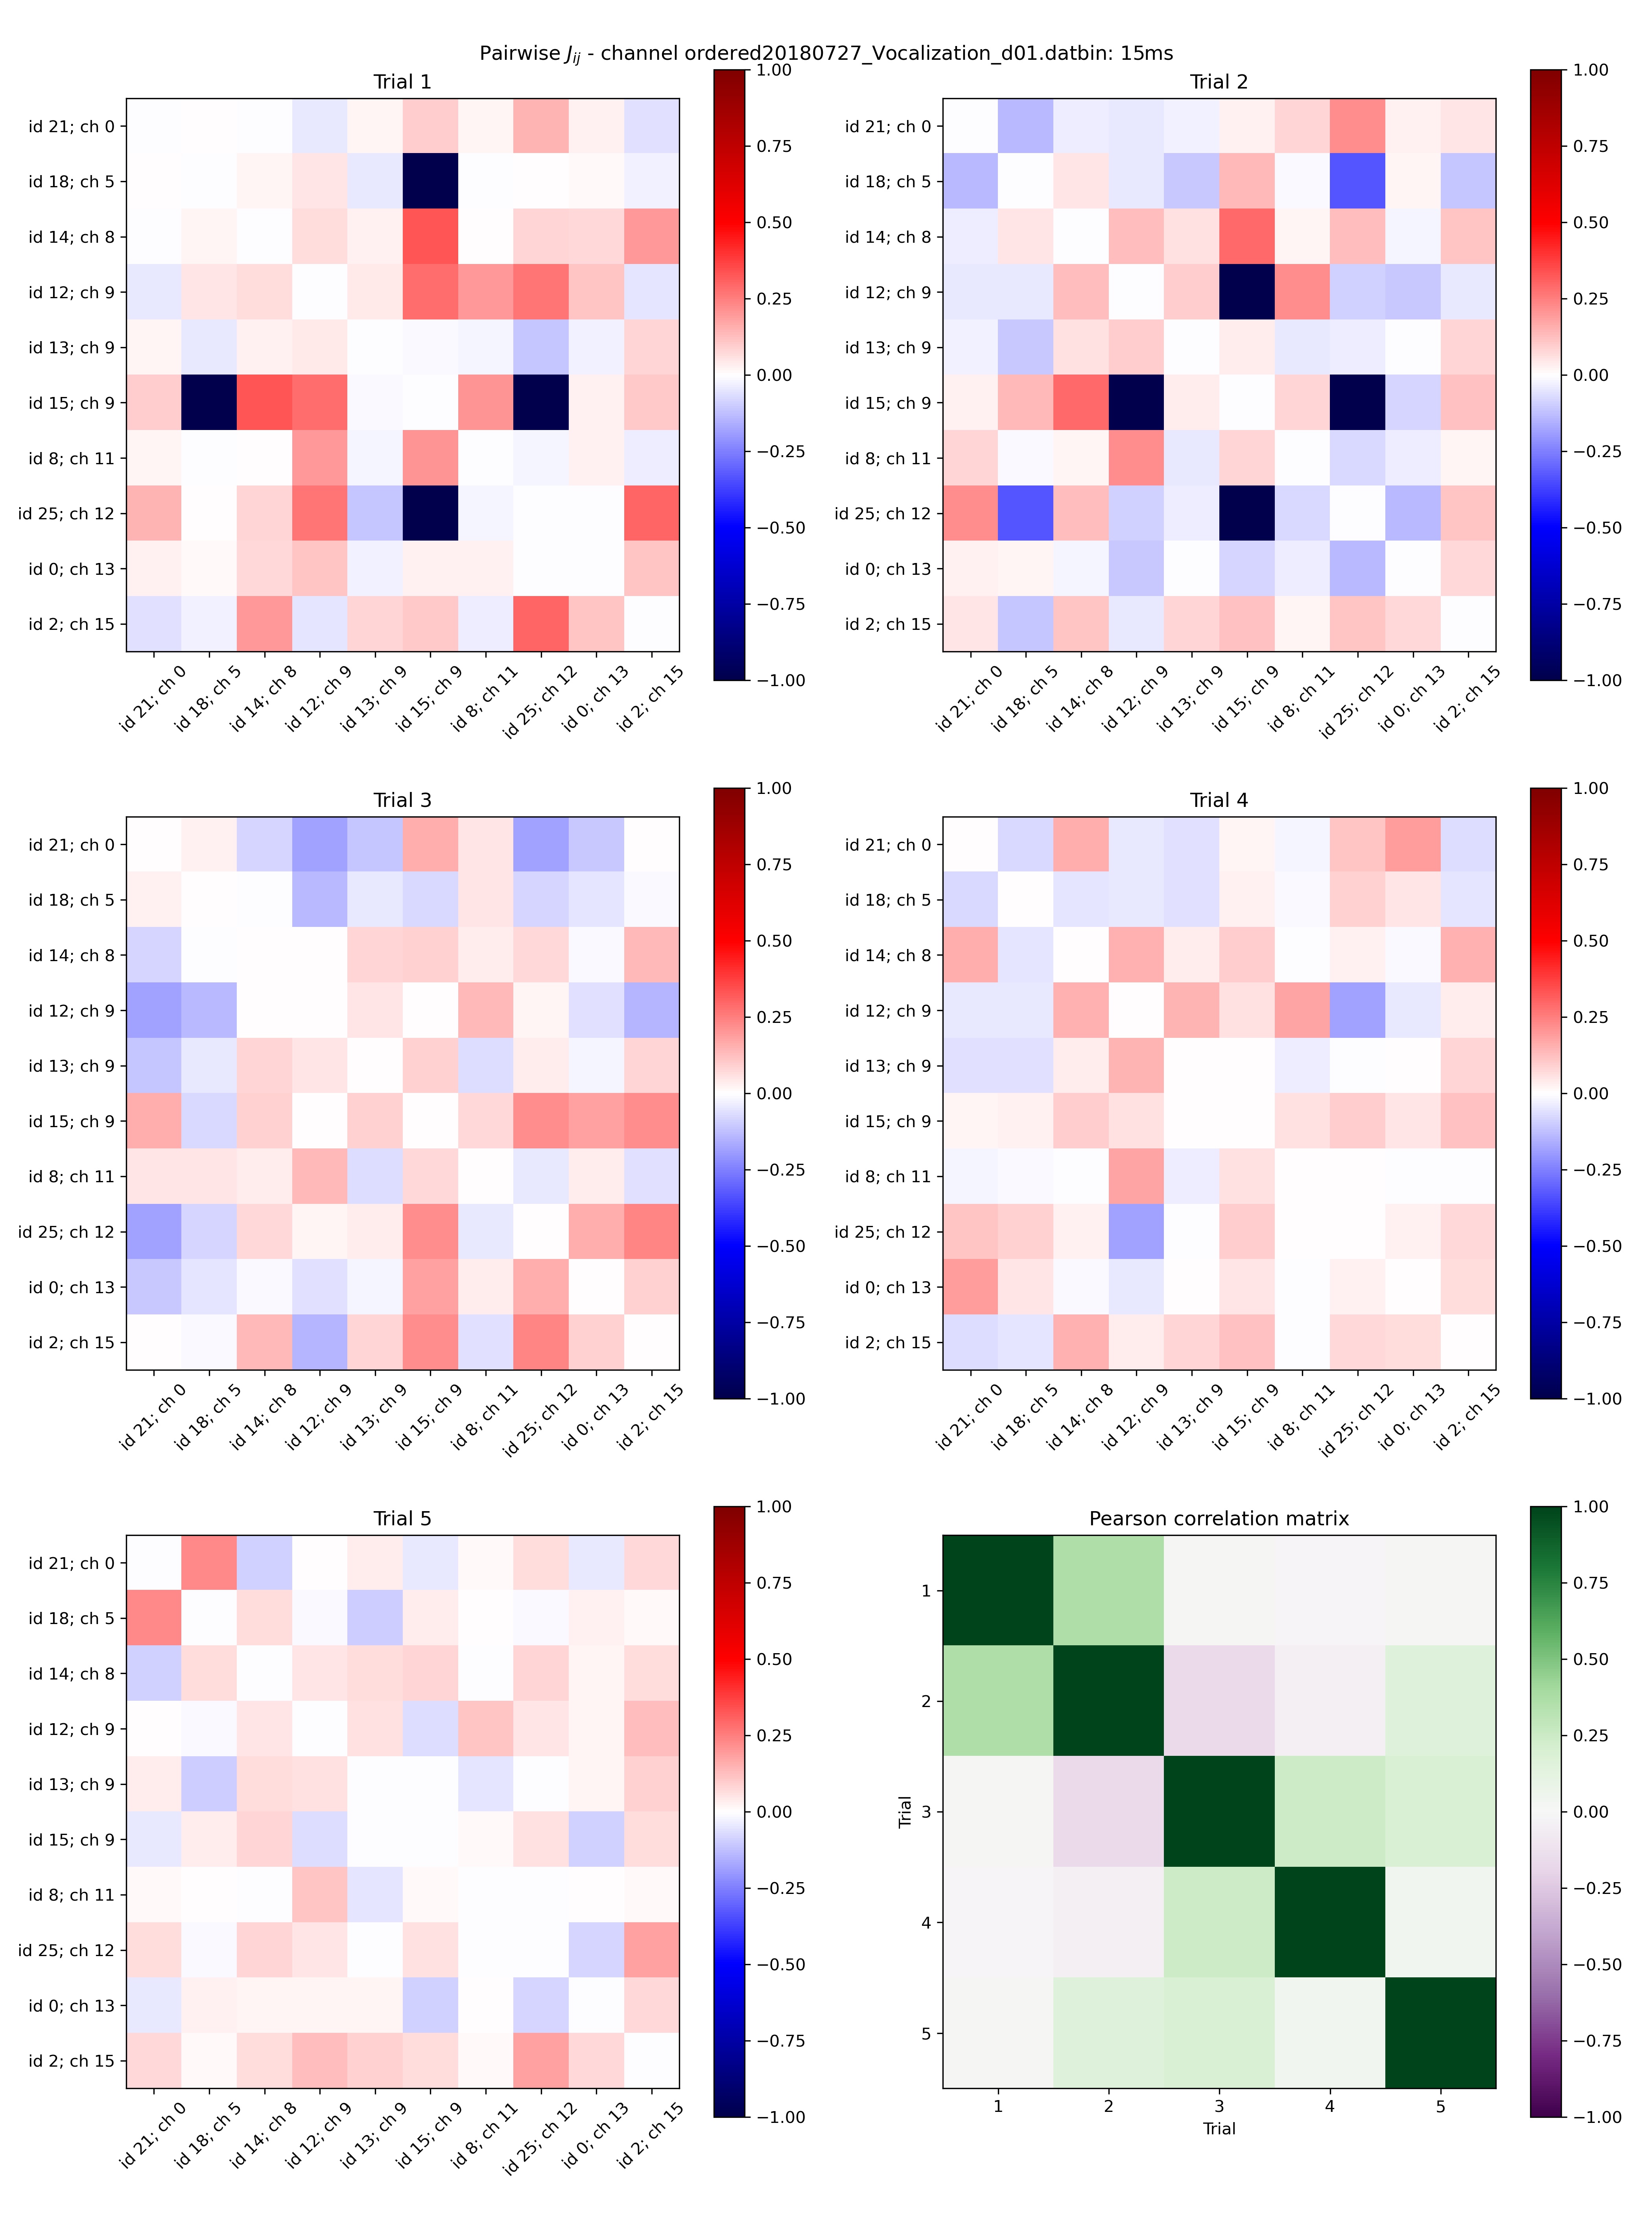 Pairwise J_ij - channel ordered20180727_Vocalization_d01.datbin: 15ms
Trial 1
id 21; ch 0
id 18; ch 5
id 14; ch 8
id 12; ch 9
id 13; ch 9
id 15; ch 9
id 8; ch 11
id 25; ch 12
id 0; ch 13
id 2; ch 15
id 21; ch 0
id 18; ch 5
id 14; ch 8
id 12; ch 9
id 13; ch 9
id 15; ch 9
id 8; ch 11
id 25; ch 12
id 0; ch 13
id 2; ch 15
1.00
0.75
0.50
0.25
0.00
−0.25
−0.50
−0.75
−1.00
Trial 2
id 21; ch 0
id 18; ch 5
id 14; ch 8
id 12; ch 9
id 13; ch 9
id 15; ch 9
id 8; ch 11
id 25; ch 12
id 0; ch 13
id 2; ch 15
id 21; ch 0
id 18; ch 5
id 14; ch 8
id 12; ch 9
id 13; ch 9
id 15; ch 9
id 8; ch 11
id 25; ch 12
id 0; ch 13
id 2; ch 15
1.00
0.75
0.50
0.25
0.00
−0.25
−0.50
−0.75
−1.00
Trial 3
id 21; ch 0
id 18; ch 5
id 14; ch 8
id 12; ch 9
id 13; ch 9
id 15; ch 9
id 8; ch 11
id 25; ch 12
id 0; ch 13
id 2; ch 15
id 21; ch 0
id 18; ch 5
id 14; ch 8
id 12; ch 9
id 13; ch 9
id 15; ch 9
id 8; ch 11
id 25; ch 12
id 0; ch 13
id 2; ch 15
1.00
0.75
0.50
0.25
0.00
−0.25
−0.50
−0.75
−1.00
Trial 4
id 21; ch 0
id 18; ch 5
id 14; ch 8
id 12; ch 9
id 13; ch 9
id 15; ch 9
id 8; ch 11
id 25; ch 12
id 0; ch 13
id 2; ch 15
id 21; ch 0
id 18; ch 5
id 14; ch 8
id 12; ch 9
id 13; ch 9
id 15; ch 9
id 8; ch 11
id 25; ch 12
id 0; ch 13
id 2; ch 15
1.00
0.75
0.50
0.25
0.00
−0.25
−0.50
−0.75
−1.00
Trial 5
id 21; ch 0
id 18; ch 5
id 14; ch 8
id 12; ch 9
id 13; ch 9
id 15; ch 9
id 8; ch 11
id 25; ch 12
id 0; ch 13
id 2; ch 15
id 21; ch 0
id 18; ch 5
id 14; ch 8
id 12; ch 9
id 13; ch 9
id 15; ch 9
id 8; ch 11
id 25; ch 12
id 0; ch 13
id 2; ch 15
1.00
0.75
0.50
0.25
0.00
−0.25
−0.50
−0.75
−1.00
Pearson correlation matrix
Trial
1
2
3
4
5
1
2
3
4
5
Trial
1.00
0.75
0.50
0.25
0.00
−0.25
−0.50
−0.75
−1.00